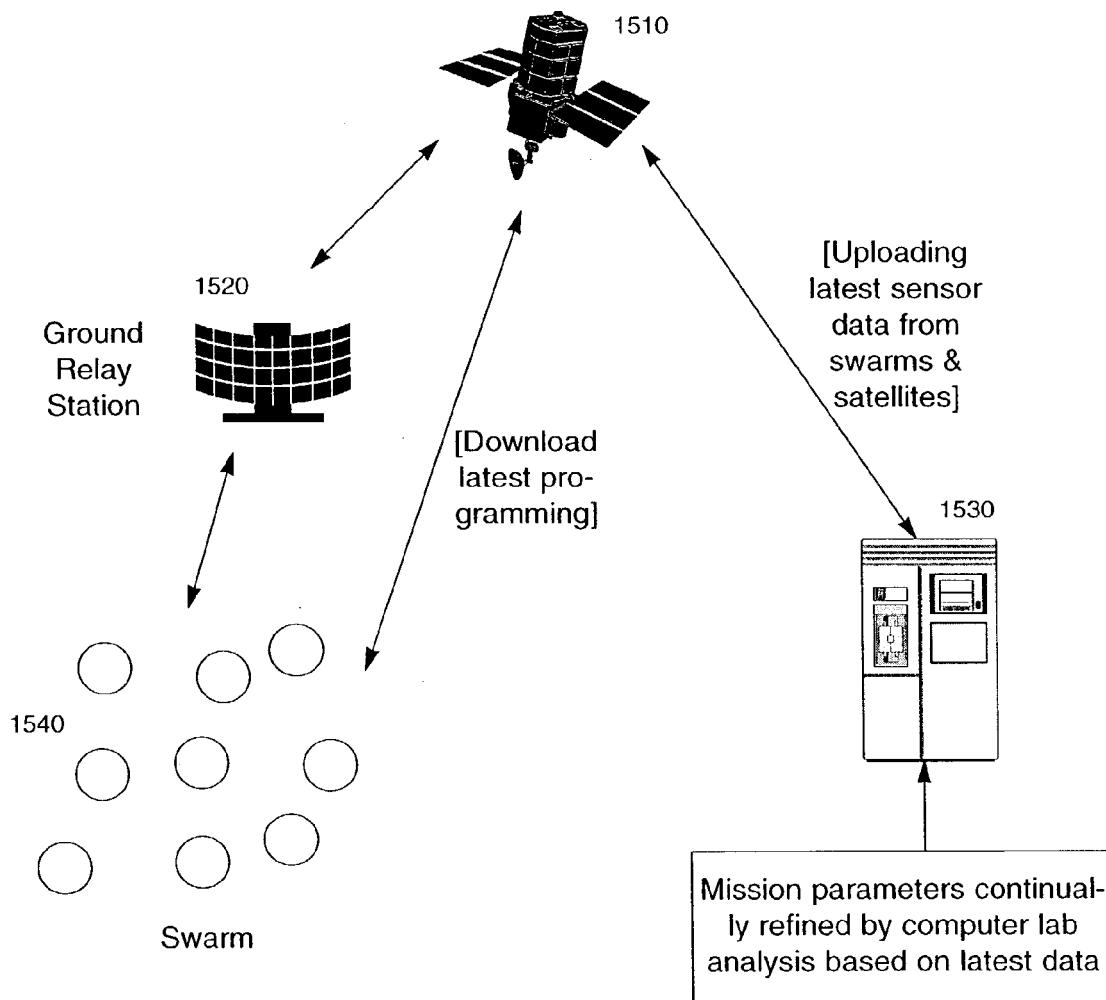 1510
1520
Ground
Relay
Station
[Uploading
latest sensor
data from
swarms &
satellites]
[Download
latest pro-
gramming]
1530
1540
Swarm
Mission parameters continual-
ly refined by computer lab
analysis based on latest data